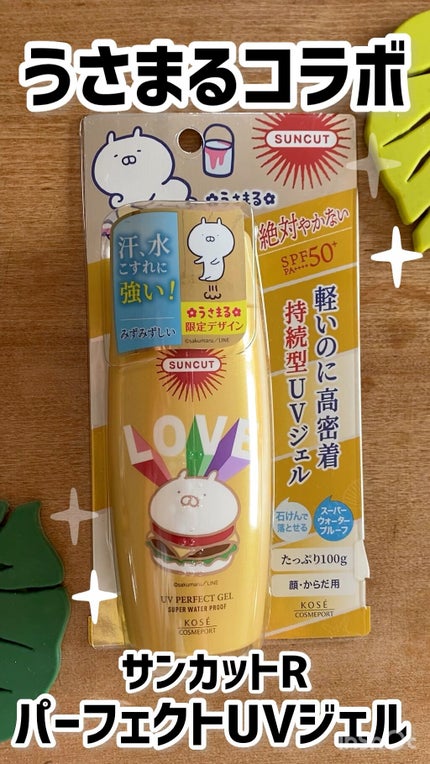 うさまるコラボ
SUNCUT
✿うさまる✿
絶対やかない
SPF50+
PA++++
軽いのに高密着
持続型UVジェル
汗、水
こすれに
強い!
みずみずしい
✿うさまる✿
限定デザイン
©sakumaru/LINE
SUNCUT
LOVE
©sakumaru/LINE
UV PERFECT GEL
SUPER WATER PROOF
KOSÉ
COSMEPORT
石けんで
落とせる
スーパー
ウォーター
プルーフ
たっぷり100g
顔・からだ用
KOSÉ
COSMEPORT
サンカットR
パーフェクトUVジェル